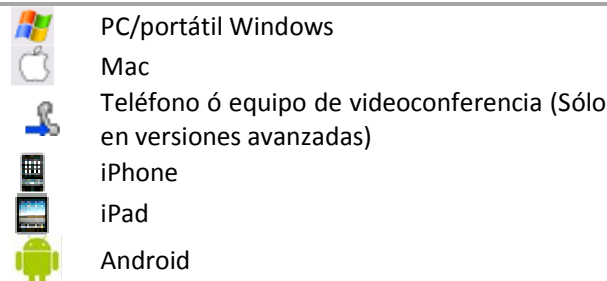 PC/portátil Windows
Mac
Teléfono ó equipo de videoconferencia (Sólo
en versiones avanzadas)
iPhone
iPad
Android